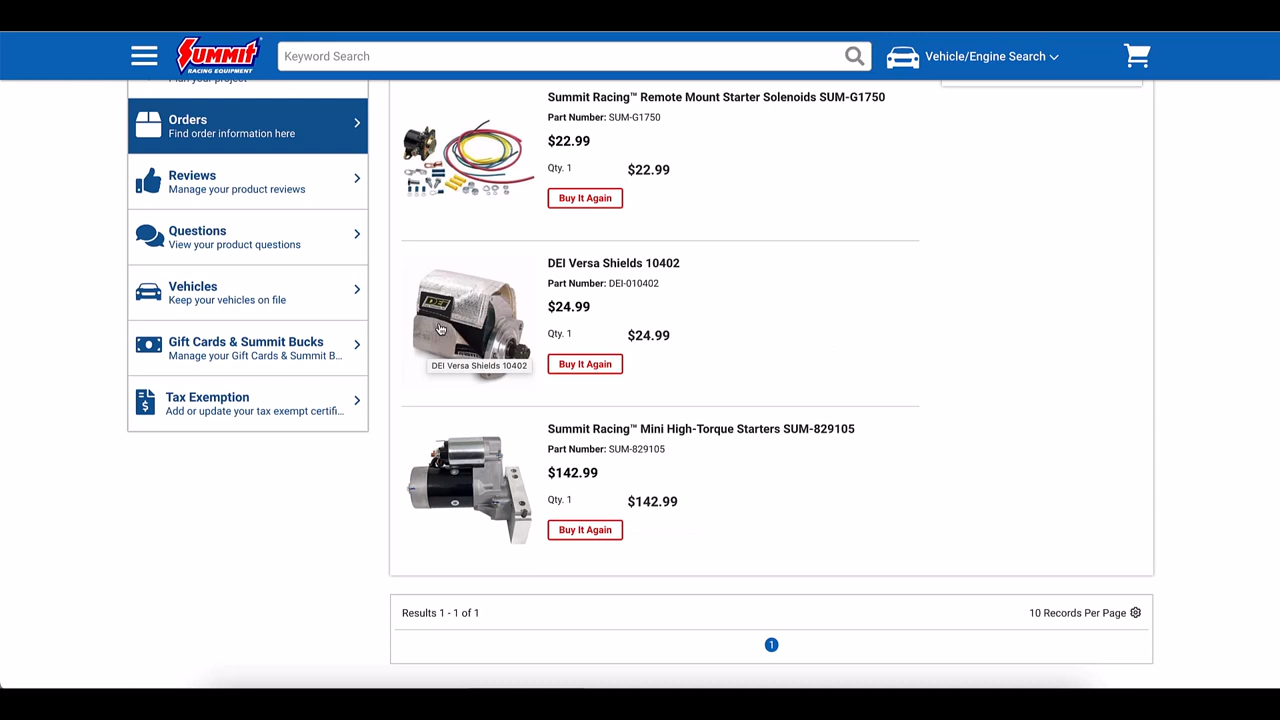 SUMMIT
RACING EQUIPMENT
Keyword Search
Vehicle/Engine Search
Plan your project
Orders
Find order information here
Reviews
Manage your product reviews
Questions
View your product questions
Vehicles
Keep your vehicles on file
Gift Cards & Summit Bucks
Manage your Gift Cards & Summit B...
Tax Exemption
Add or update your tax exempt certifi...
Summit Racing™ Remote Mount Starter Solenoids SUM-G1750
Part Number: SUM-G1750
$22.99
Qty. 1 $22.99
Buy It Again
DEI Versa Shields 10402
Part Number: DEI-010402
$24.99
Qty. 1 $24.99
Buy It Again
DEI
DEI Versa Shields 10402
Summit Racing™ Mini High-Torque Starters SUM-829105
Part Number: SUM-829105
$142.99
Qty. 1 $142.99
Buy It Again
Results 1 - 1 of 1
10 Records Per Page
1